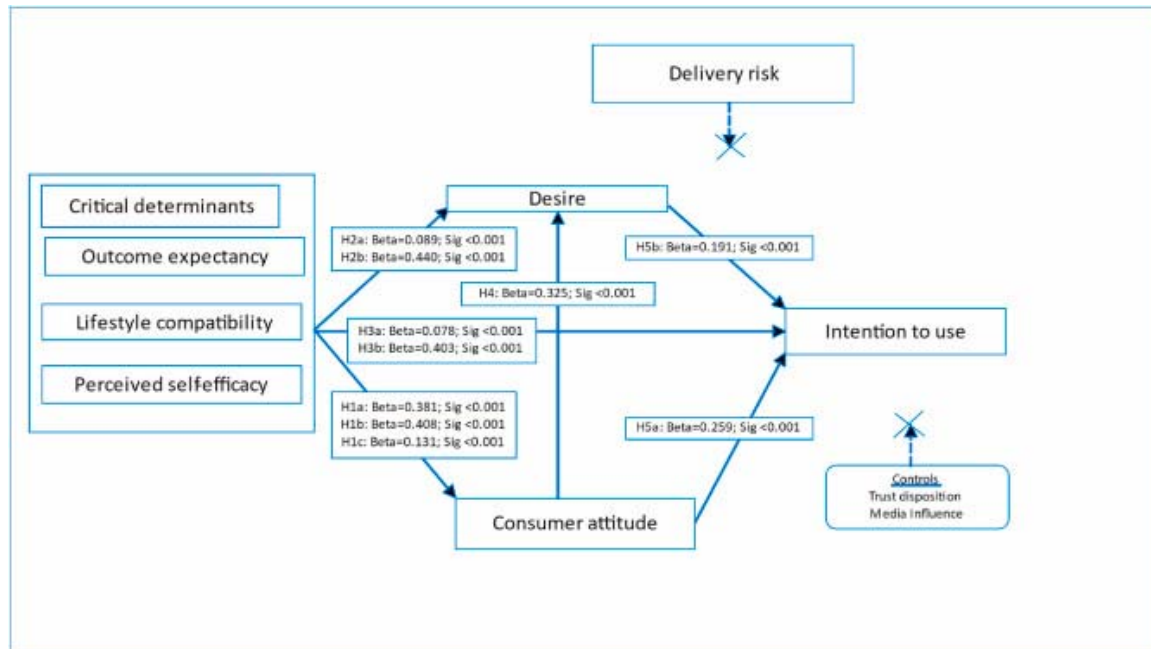 Delivery risk
Critical determinants
Outcome expectancy
Lifestyle compatibility
Perceived selfefficacy
Desire
H2a: Beta=0.089; Sig <0.001
H2b: Beta=0.440; Sig <0.001
H5b: Beta=0.191; Sig <0.001
H4: Beta=0.325; Sig <0.001
H3a: Beta=0.078; Sig <0.001
H3b: Beta=0.403; Sig <0.001
Intention to use
H1a: Beta=0.381; Sig <0.001
H1b: Beta=0.408; Sig <0.001
H1c: Beta=0.131; Sig <0.001
H5a: Beta=0.259; Sig <0.001
Consumer attitude
Controls
Trust disposition
Media Influence